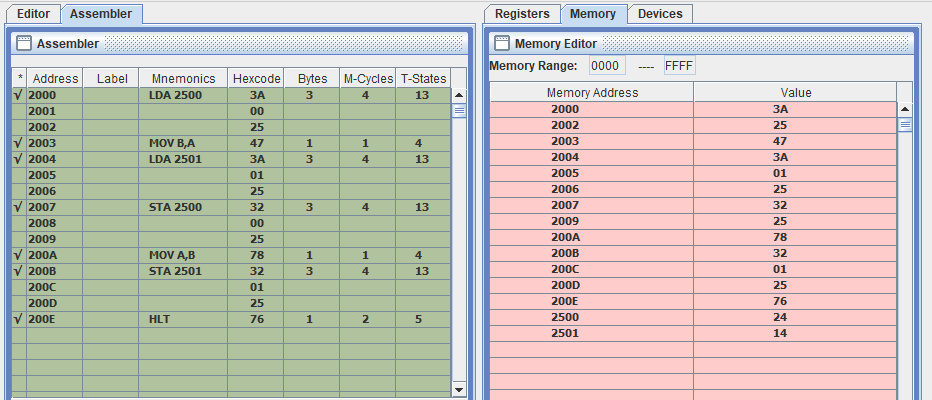 Editor Assembler
Assembler
* Address Label Mnemonics Hexcode Bytes M-Cycles T-States
√ 2000 LDA 2500 3A 3 4 13
2001 00
2002 25
√ 2003 MOV B,A 47 1 1 4
√ 2004 LDA 2501 3A 3 4 13
2005 01
2006 25
√ 2007 STA 2500 32 3 4 13
2008 00
2009 25
√ 200A MOV A,B 78 1 1 4
√ 200B STA 2501 32 3 4 13
200C 01
200D 25
√ 200E HLT 76 1 2 5
Registers Memory Devices
Memory Editor
Memory Range: 0000 ---- FFFF
Memory Address Value
2000 3A
2002 25
2003 47
2004 3A
2005 01
2006 25
2007 32
2009 25
200A 78
200B 32
200C 01
200D 25
200E 76
2500 24
2501 14